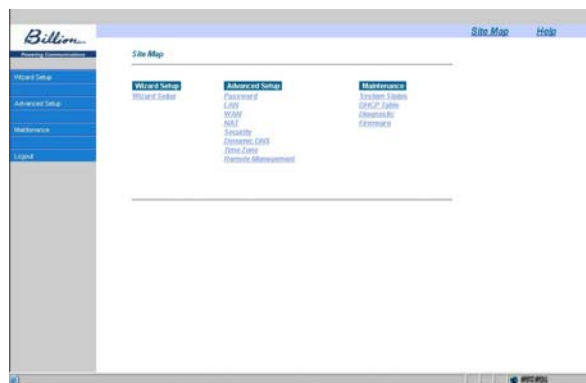 Site Map Help
Billion
Powering Communications
Site Map
Wizard Setup
Advanced Setup
Maintenance
Logout
Wizard Setup
Wizard Setup
Advanced Setup
Password
LAN
WAN
NAT
Security
Dynamic DNS
Time Zone
Remote Management
Maintenance
System Status
DHCP Table
Diagnostic
Firmware